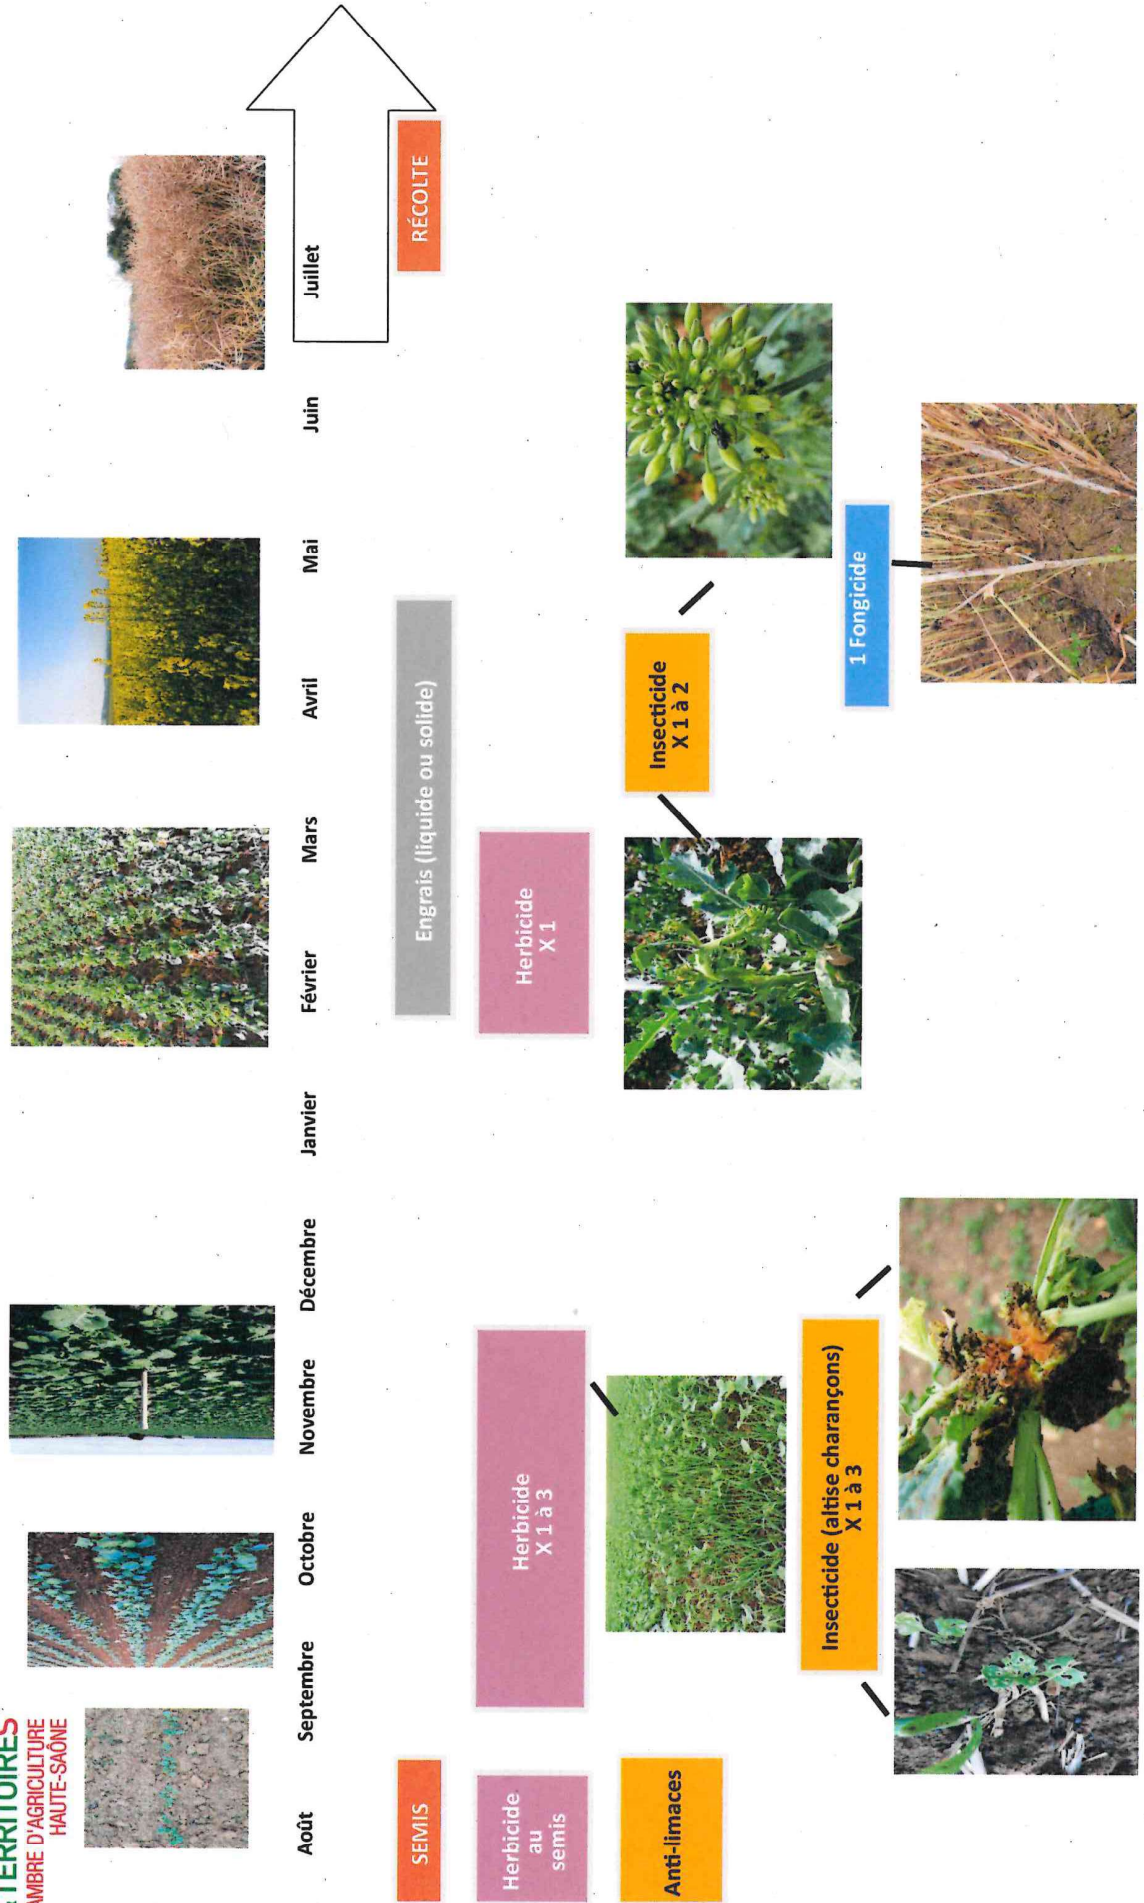 & TERRITOIRES
AMBRE D'AGRICULTURE
HAUTE-SAÔNE
Août
Septembre
Octobre
Novembre
Décembre
Janvier
Février
Mars
Avril
Mai
Juin
Juillet
SEMIS
Engrais (liquide ou solide)
RÉCOLTE
Herbicide
au
semis
Herbicide
X 1 à 3
Herbicide
X 1
Anti-limaces
Insecticide
X 1 à 2
Insecticide (altise charançons)
X 1 à 3
1 Fongicide